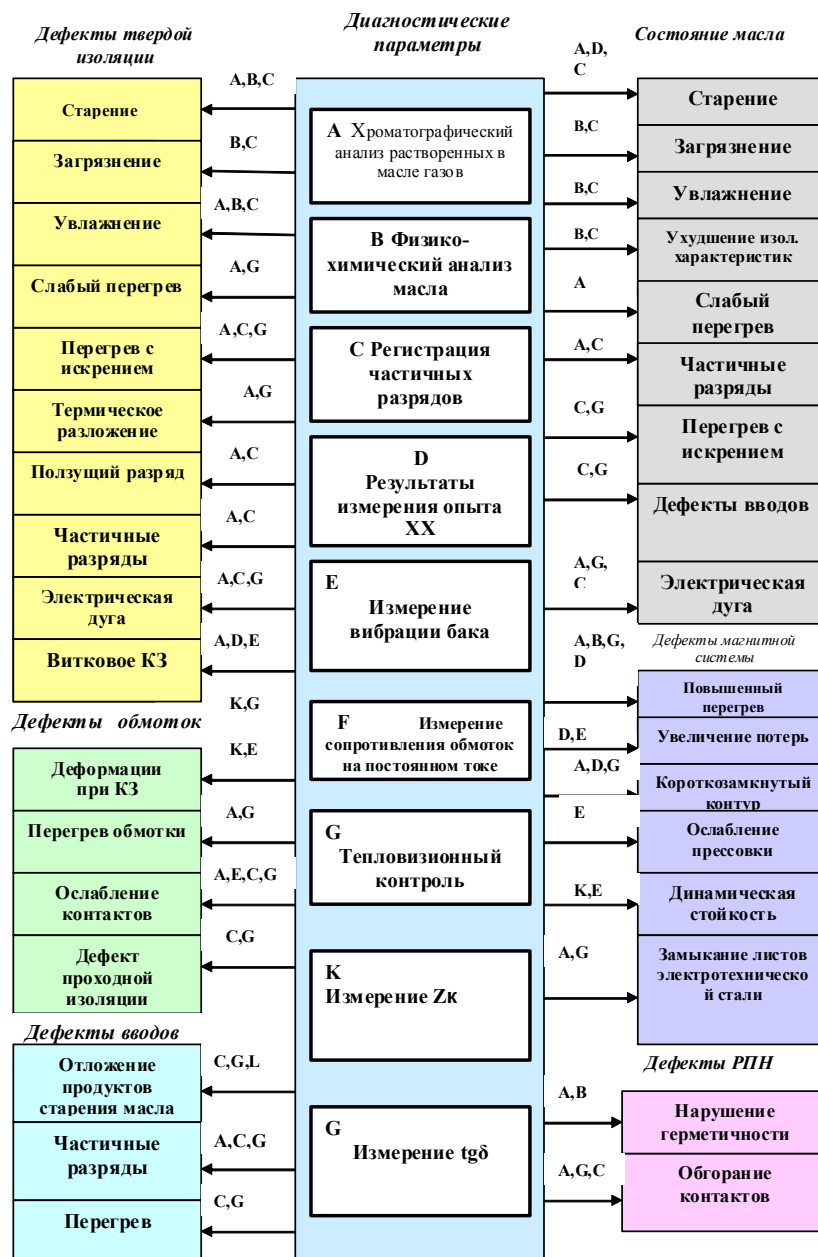 Дефекты твердой
изоляции
A,B,C
Старение
B,C
Загрязнение
A,B,C
Увлажнение
A,G
Слабый перегрев
A,C,G
Перегрев с
искрением
A,G
Термическое
разложение
A,C
Ползущий разряд
A,C
Частичные
разряды
A,C,G
Электрическая
дуга
A,D,E
Витковое КЗ
K,G
Дефекты обмоток
K,E
Деформации
при КЗ
A,G
Перегрев обмотки
A,E,C,G
Ослабление
контактов
C,G
Дефект
проходной
изоляции
Дефекты вводов
C,G,L
Отложение
продуктов
старения масла
A,C,G
Частичные
разряды
C,G
Перегрев
Диагностические
параметры
A Хроматографический
анализ растворенных в
масле газов
B Физико-
химический анализ
масла
C Регистрация
частичных
разрядов
D
Результаты
измерения опыта
XX
E
Измерение
вибрации бака
F Измерение
сопротивления обмоток
на постоянном токе
G
Тепловизионный
контроль
K
Измерение Zк
G
Измерение tgδ
Состояние масла
A,D,
C
Старение
B,C
Загрязнение
B,C
Увлажнение
B,C
Ухудшение изол.
характеристик
A
Слабый
перегрев
A,C
Частичные
разряды
C,G
Перегрев с
искрением
C,G
Дефекты вводов
A,G,
C
Электрическая
дуга
Дефекты магнитной
системы
A,B,G,
D
Повышенный
перегрев
D,E
Увеличение потерь
A,D,G
Короткозамкнутый
контур
E
Ослабление
прессовки
K,E
Динамическая
стойкость
A,G
Замыкание листов
электротехническо
й стали
Дефекты РПН
A,B
Нарушение
герметичности
A,G,C
Обгорание
контактов